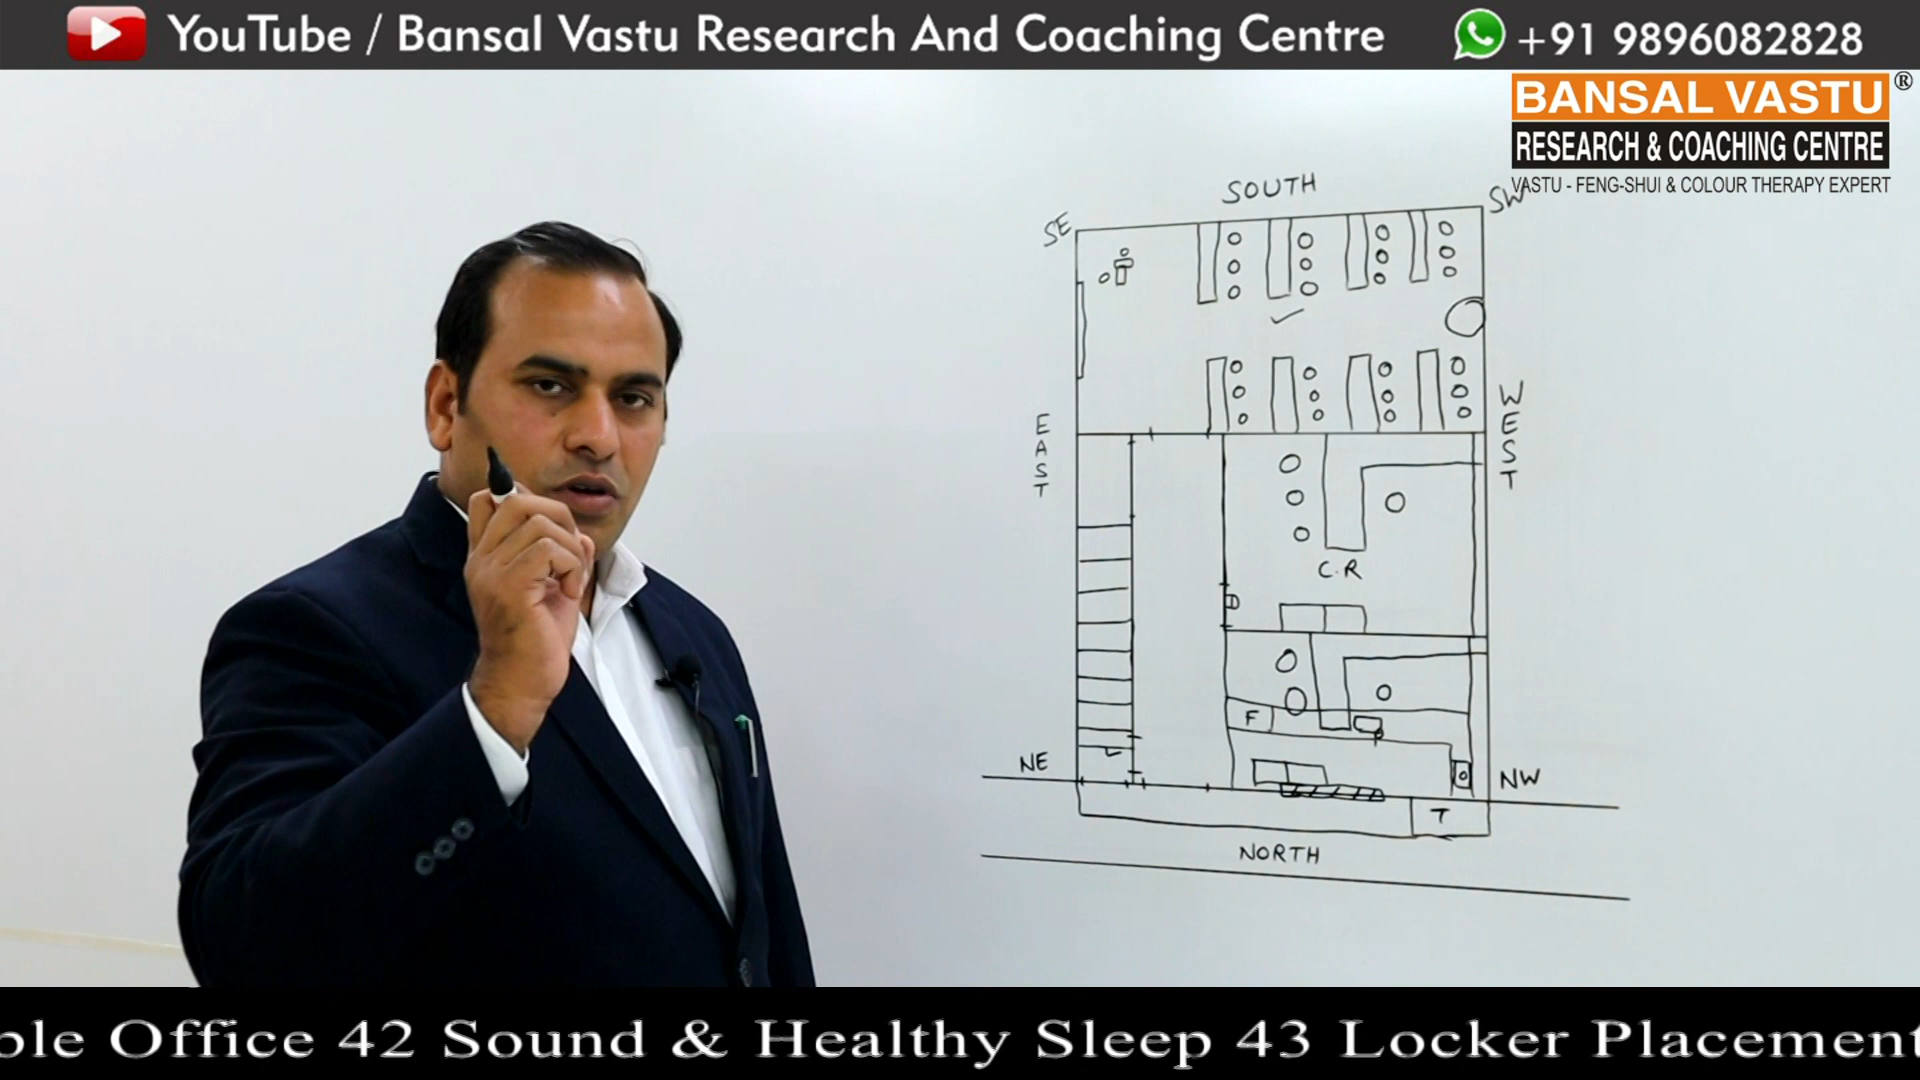 YouTube / Bansal Vastu Research And Coaching Centre
+91 9896082828
BANSAL VASTU ®
RESEARCH & COACHING CENTRE
VASTU - FENG-SHUI & COLOUR THERAPY EXPERT
SOUTH
SW
SE
EAST
WEST
C.R
F
NE
NW
T
NORTH
ble Office 42 Sound & Healthy Sleep 43 Locker Placement